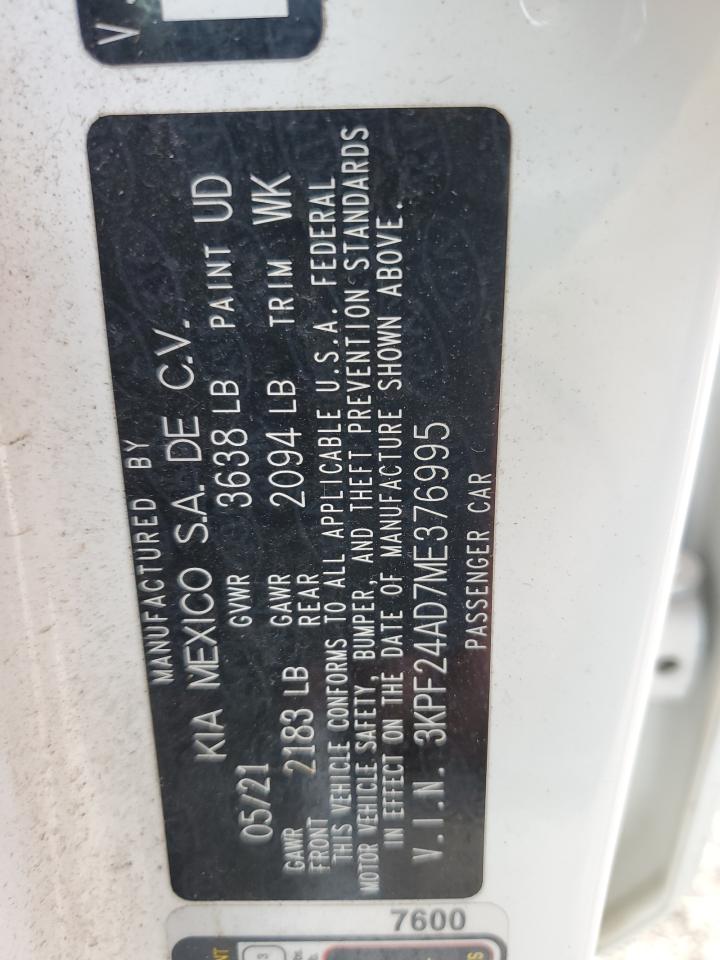 V.
MANUFACTURED BY
KIA MEXICO S.A. DE C.V.
05/21 GVWR 3638 LB PAINT UD
GAWR FRONT 2183 LB GAWR REAR 2094 LB TRIM WK
THIS VEHICLE CONFORMS TO ALL APPLICABLE U.S.A. FEDERAL
MOTOR VEHICLE SAFETY, BUMPER, AND THEFT PREVENTION STANDARDS
IN EFFECT ON THE DATE OF MANUFACTURE SHOWN ABOVE.
V.I.N. 3KPF24AD7ME376995
PASSENGER CAR
7600
3